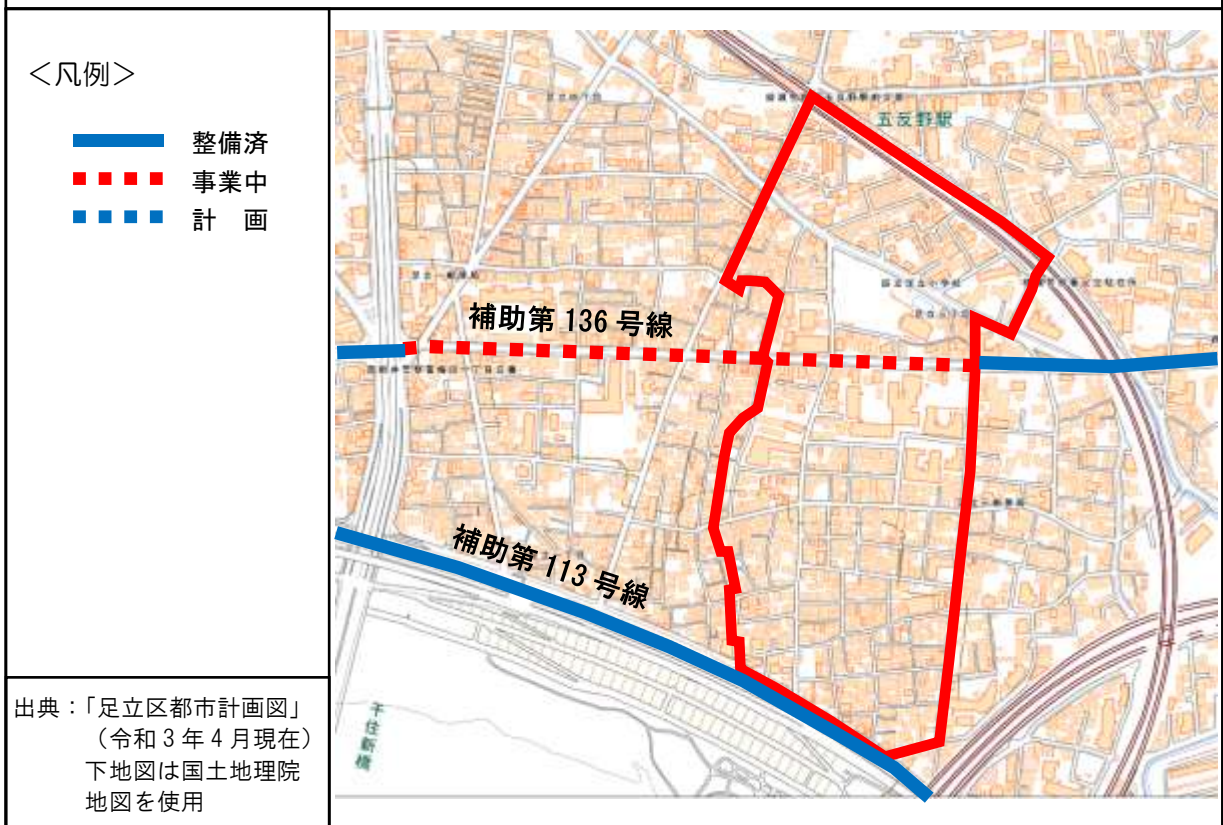 ＜凡例＞
整備済
事業中
計　画
五反野駅
補助第 136 号線
補助第 113 号線
千住新橋
出典：「足立区都市計画図」
（令和３年４月現在）
下地図は国土地理院
地図を使用